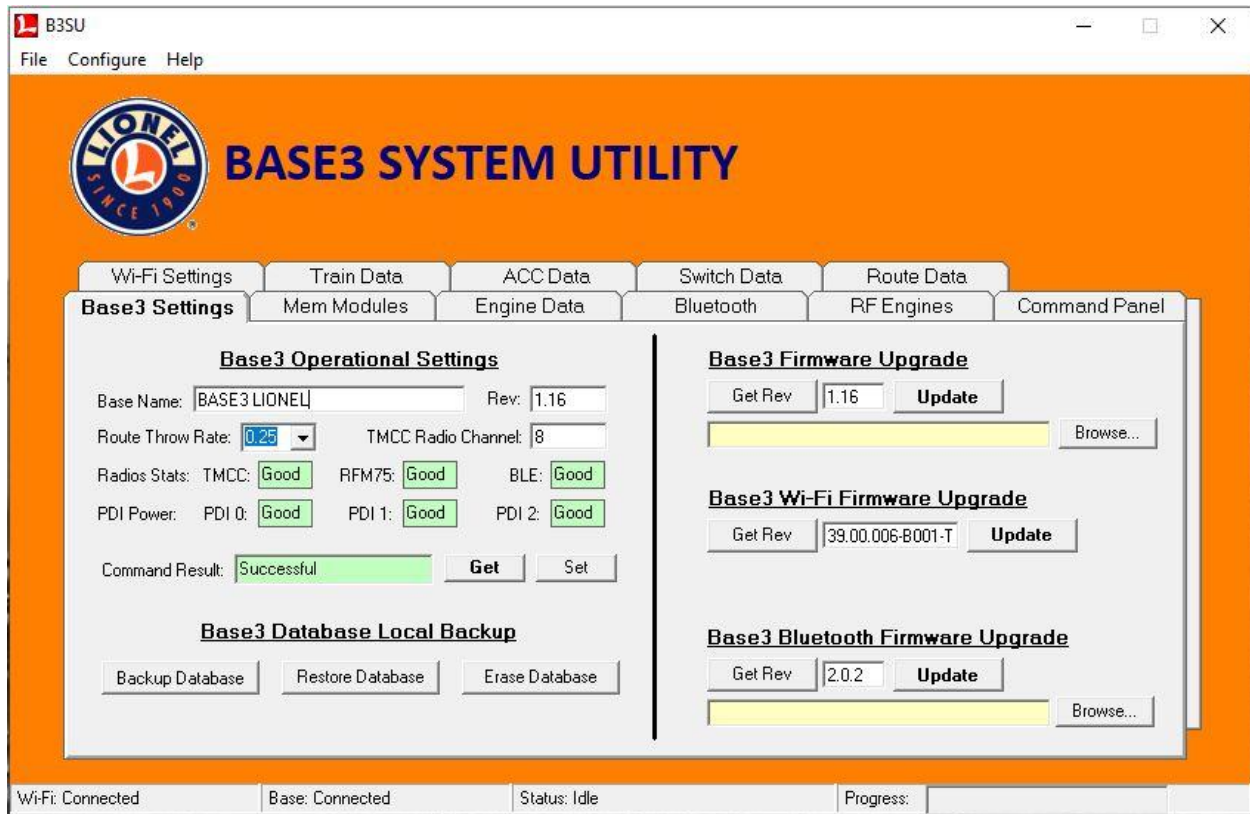 B3SU
File Configure Help
LIONEL
L
SINCE 1900
®
BASE3 SYSTEM UTILITY
Wi-Fi Settings Train Data ACC Data Switch Data Route Data
Base3 Settings Mem Modules Engine Data Bluetooth RF Engines Command Panel
Base3 Operational Settings
Base Name: BASE3 LIONEL Rev: 1.16
Route Throw Rate: 0.25 TMCC Radio Channel: 8
Radios Stats: TMCC: Good RFM75: Good BLE: Good
PDI Power: PDI 0: Good PDI 1: Good PDI 2: Good
Command Result: Successful Get Set
Base3 Database Local Backup
Backup Database Restore Database Erase Database
Base3 Firmware Upgrade
Get Rev 1.16 Update
Browse...
Base3 Wi-Fi Firmware Upgrade
Get Rev 39.00.006-B001-T Update
Base3 Bluetooth Firmware Upgrade
Get Rev 2.0.2 Update
Browse...
Wi-Fi: Connected Base: Connected Status: Idle Progress: